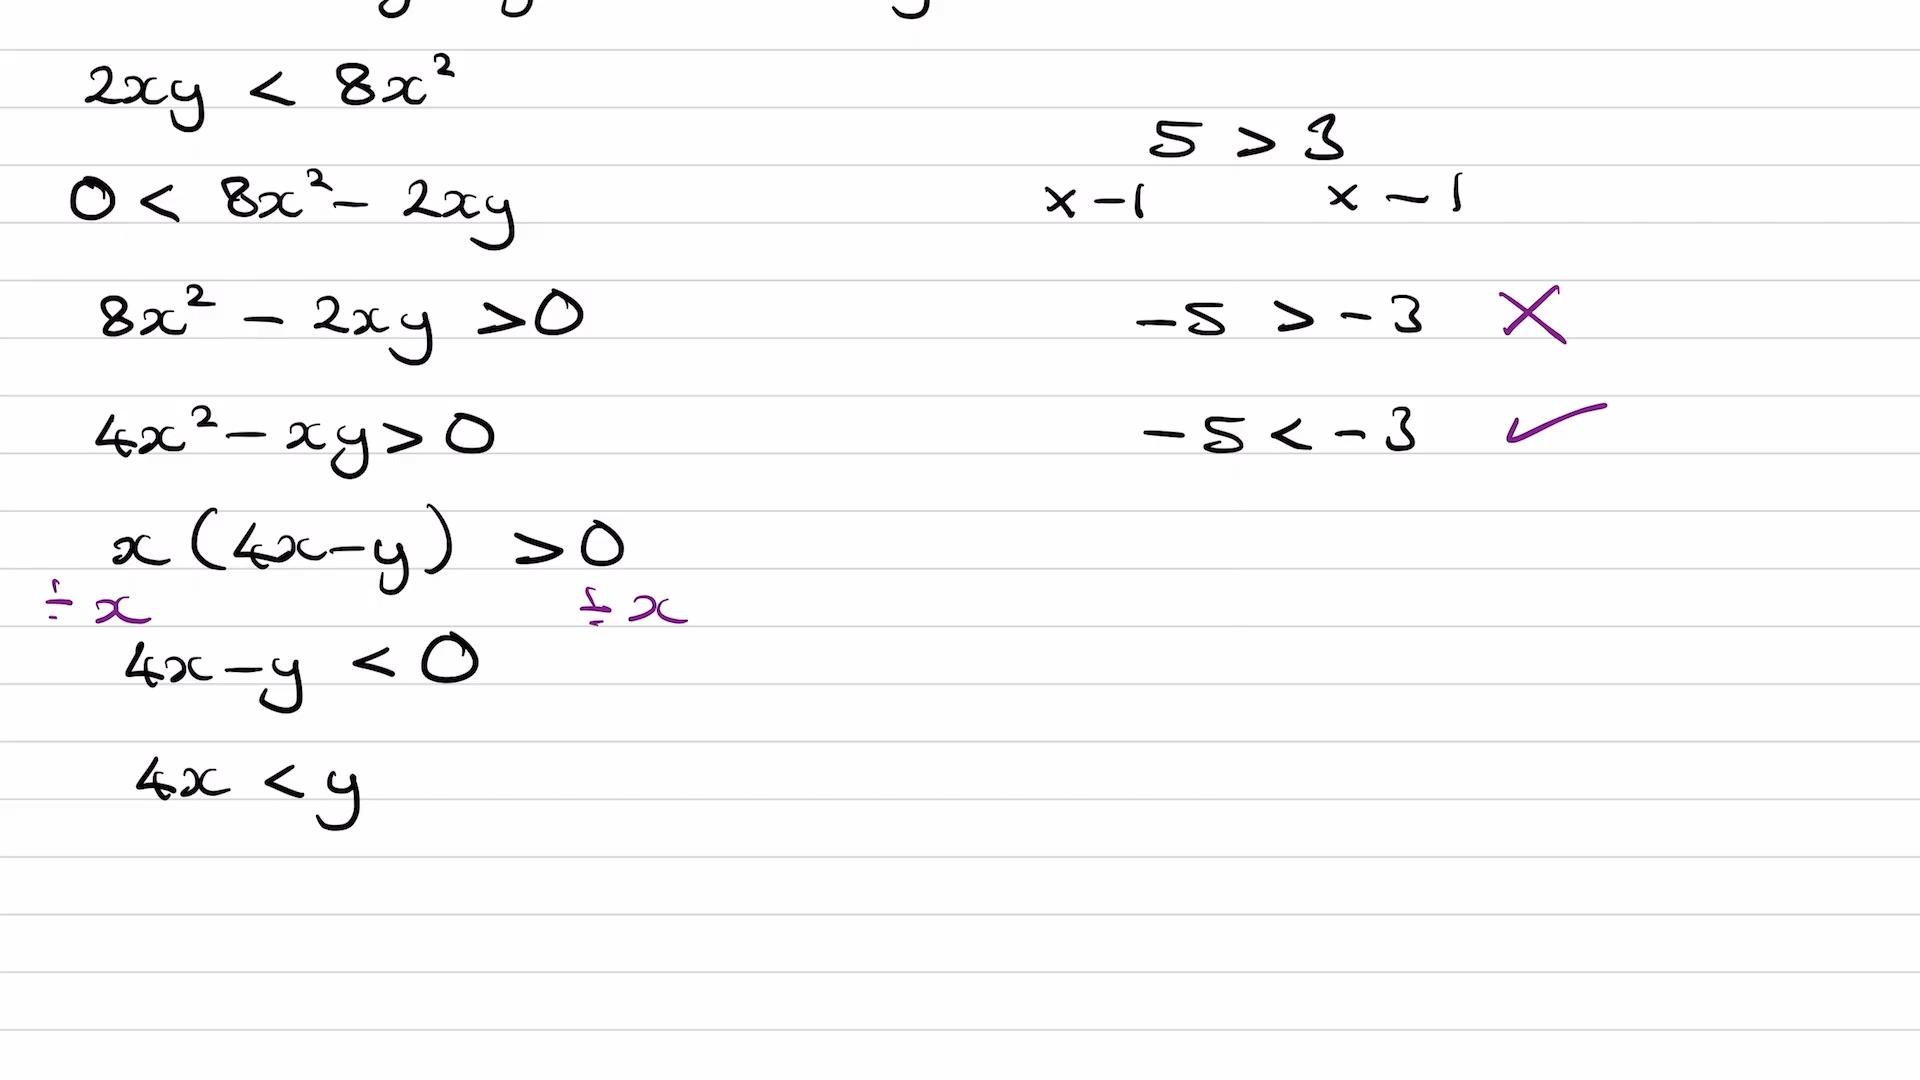 2xy < 8x²
0 < 8x² - 2xy
8x² - 2xy > 0
4x² - xy > 0
x(4x-y) > 0
÷ x ÷ x
4x - y < 0
4x < y
5 > 3
x -1 x -1
-5 > -3 ✗
-5 < -3 ✓